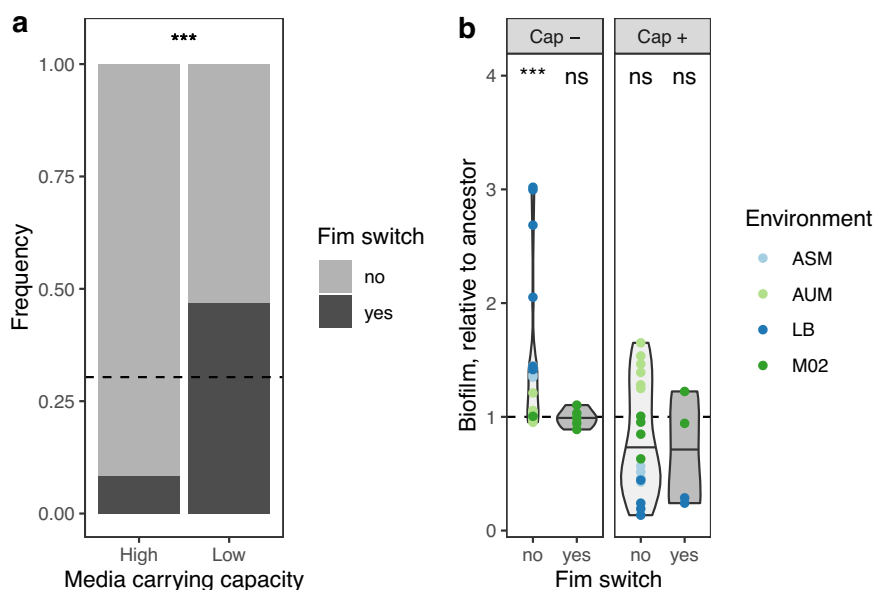 a
***
1.00
0.75
0.50
0.25
0.00
Frequency
High Low
Media carrying capacity
Fim switch
no
yes
b
Cap – Cap +
*** ns ns ns
4
3
2
1
0
Biofilm, relative to ancestor
no yes no yes
Fim switch
Environment
ASM
AUM
LB
M02